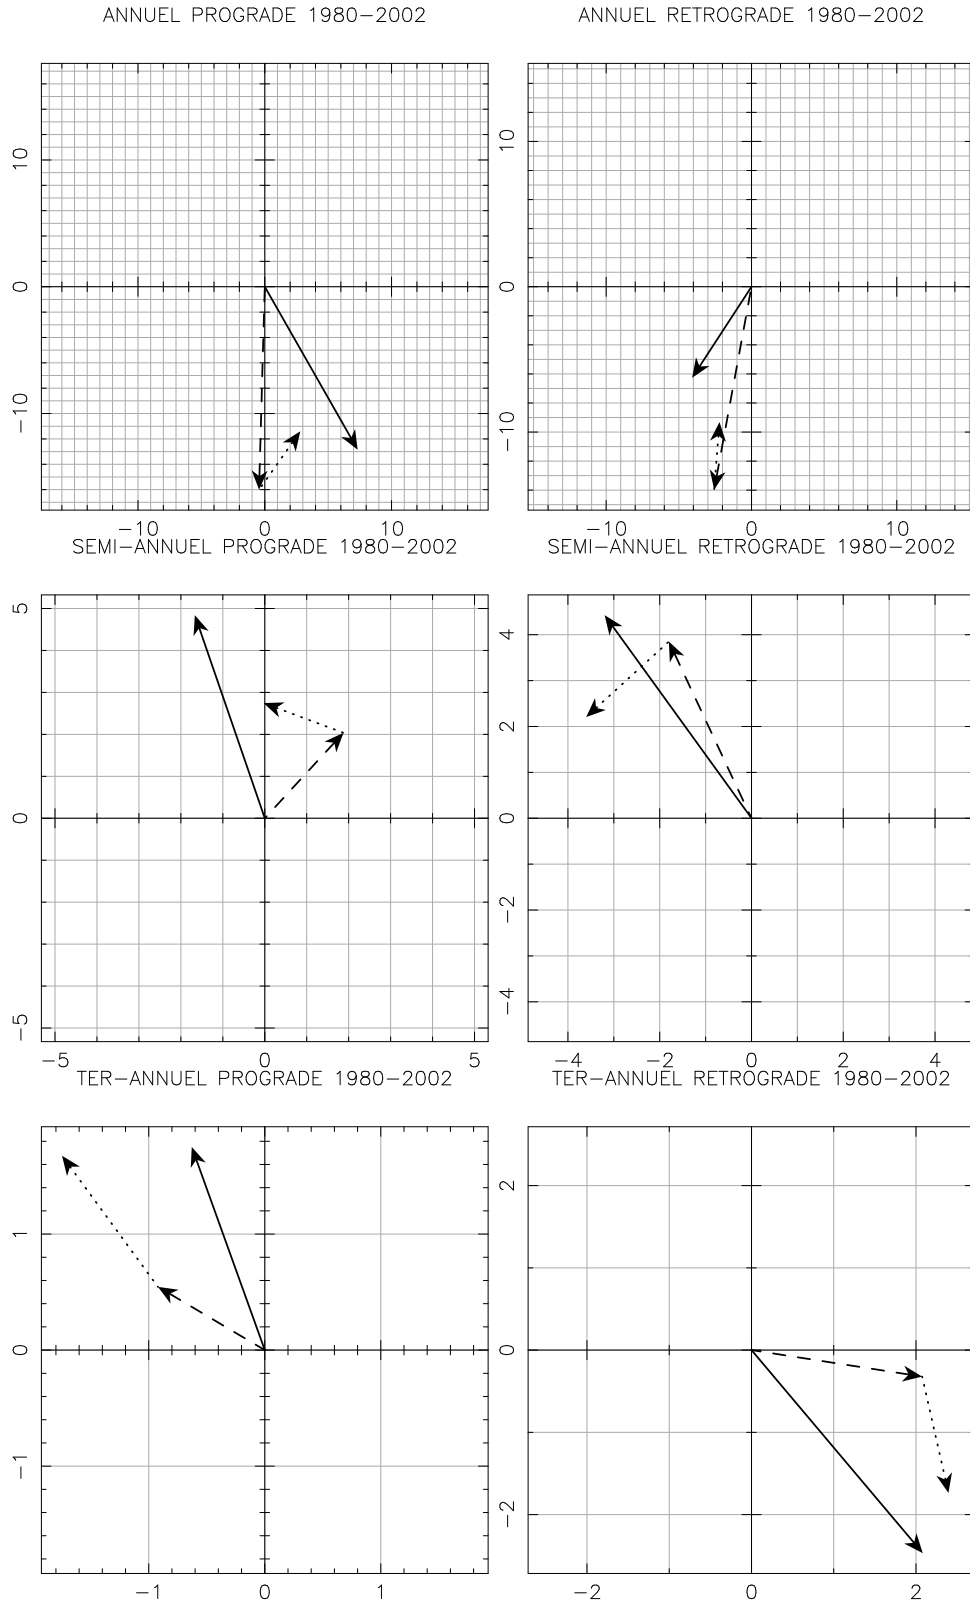 ANNUEL PROGRADE 1980−2002
ANNUEL RETROGRADE 1980−2002
10
0
−10
−10 0 10
10
0
−10
−10 0 10
SEMI−ANNUEL PROGRADE 1980−2002
SEMI−ANNUEL RETROGRADE 1980−2002
5
0
−5
−5 0 5
4
2
0
−2
−4
−4 −2 0 2 4
TER−ANNUEL PROGRADE 1980−2002
TER−ANNUEL RETROGRADE 1980−2002
1
0
−1
−1 0 1
2
0
−2
−2 0 2